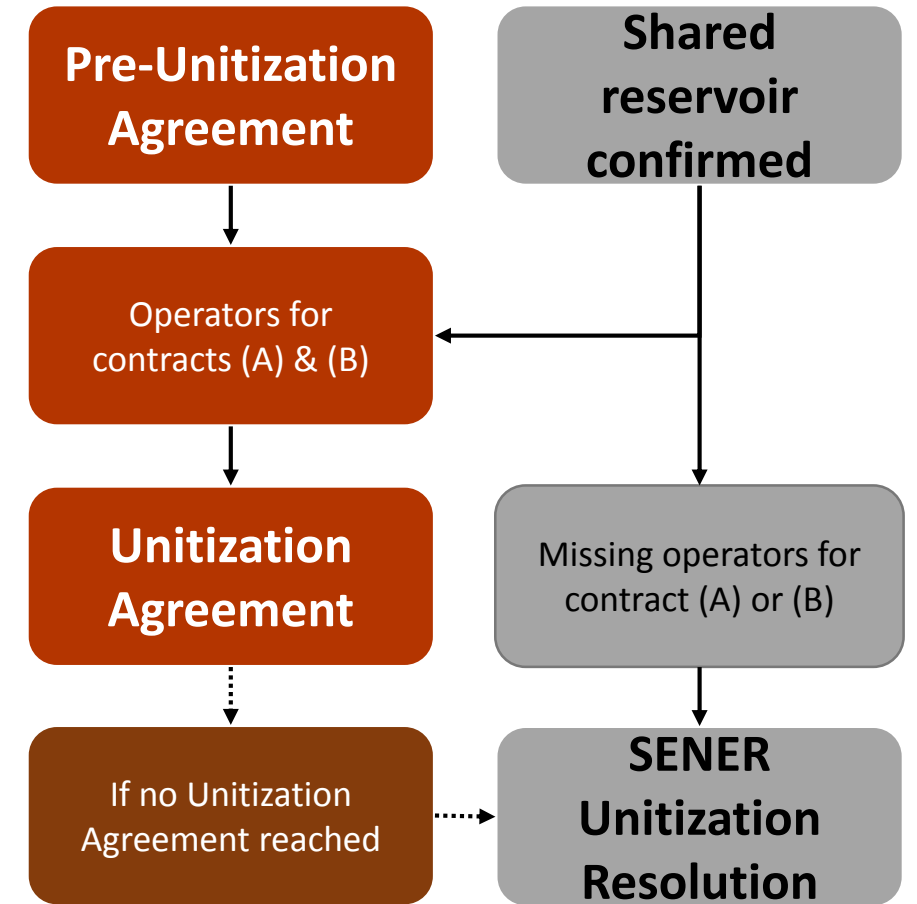 Pre-Unitization
Agreement
Shared
reservoir
confirmed
Operators for
contracts (A) & (B)
Unitization
Agreement
Missing operators for
contract (A) or (B)
If no Unitization
Agreement reached
SENER
Unitization
Resolution